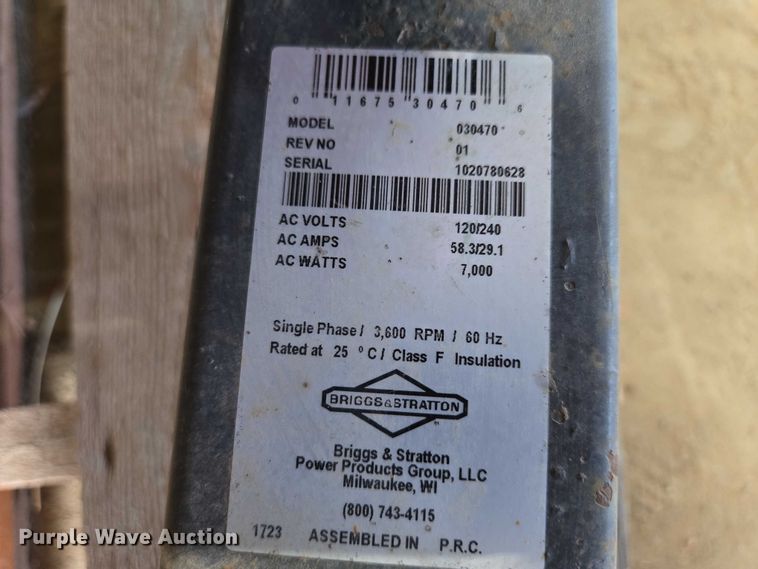 0 11675 30470 6
MODEL 030470
REV NO 01
SERIAL 1020780628
AC VOLTS 120/240
AC AMPS 58.3/29.1
AC WATTS 7,000
Single Phase / 3,600 RPM / 60 Hz
Rated at 25 °C / Class F Insulation
BRIGGS&STRATTON
Briggs & Stratton
Power Products Group, LLC
Milwaukee, WI
(800) 743-4115
1723 ASSEMBLED IN P.R.C.
Purple Wave Auction